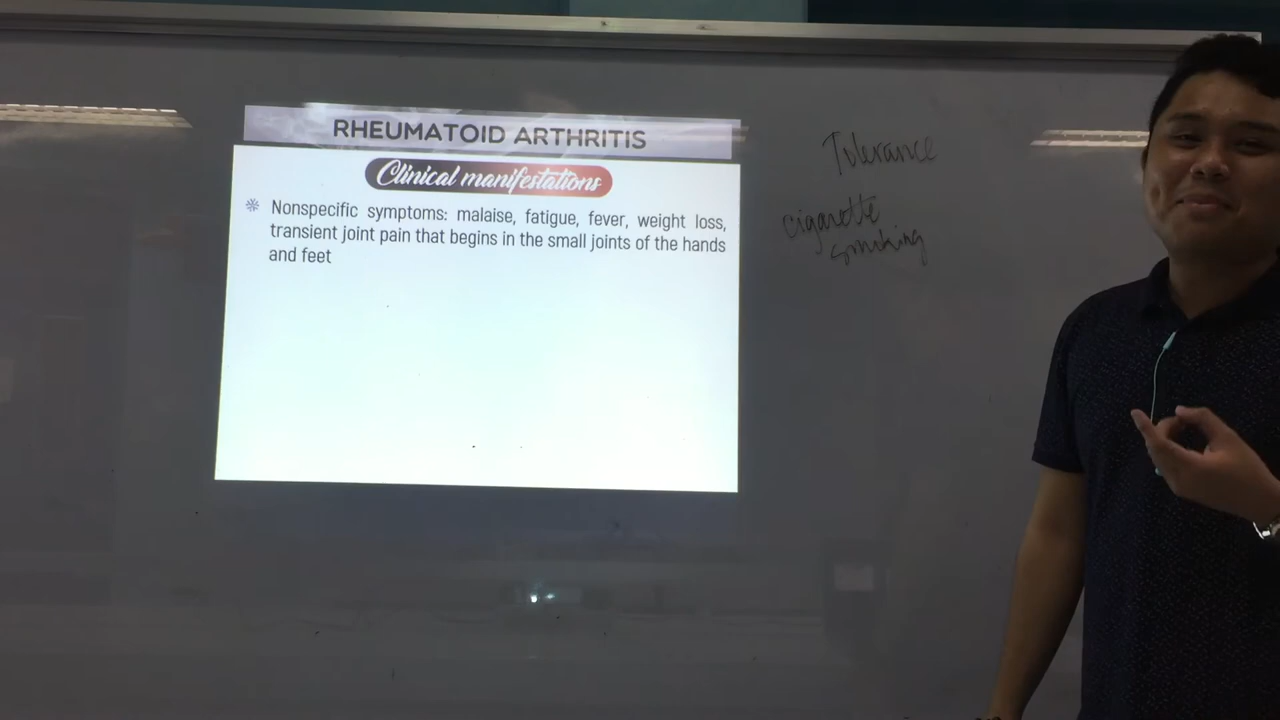 RHEUMATOID ARTHRITIS
Clinical manifestations
Nonspecific symptoms: malaise, fatigue, fever, weight loss,
transient joint pain that begins in the small joints of the hands
and feet
Tolerance
cigarette
smoking